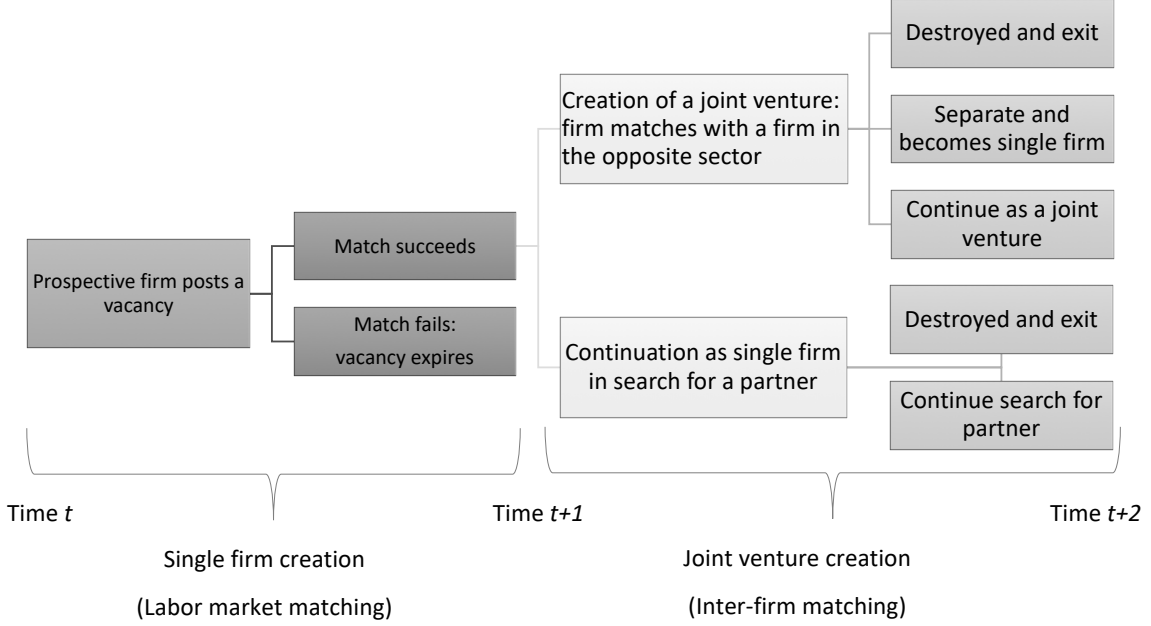 Prospective firm posts a
vacancy
Match succeeds
Match fails:
vacancy expires
Creation of a joint venture:
firm matches with a firm in
the opposite sector
Continuation as single firm
in search for a partner
Destroyed and exit
Separate and
becomes single firm
Continue as a joint
venture
Destroyed and exit
Continue search for
partner
Time t
Time t+1
Time t+2
Single firm creation
(Labor market matching)
Joint venture creation
(Inter-firm matching)